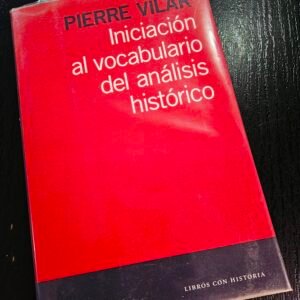 PIERRE VILAR
Iniciación
al vocabulario
del análisis
histórico
LIBROS CON HISTORIA